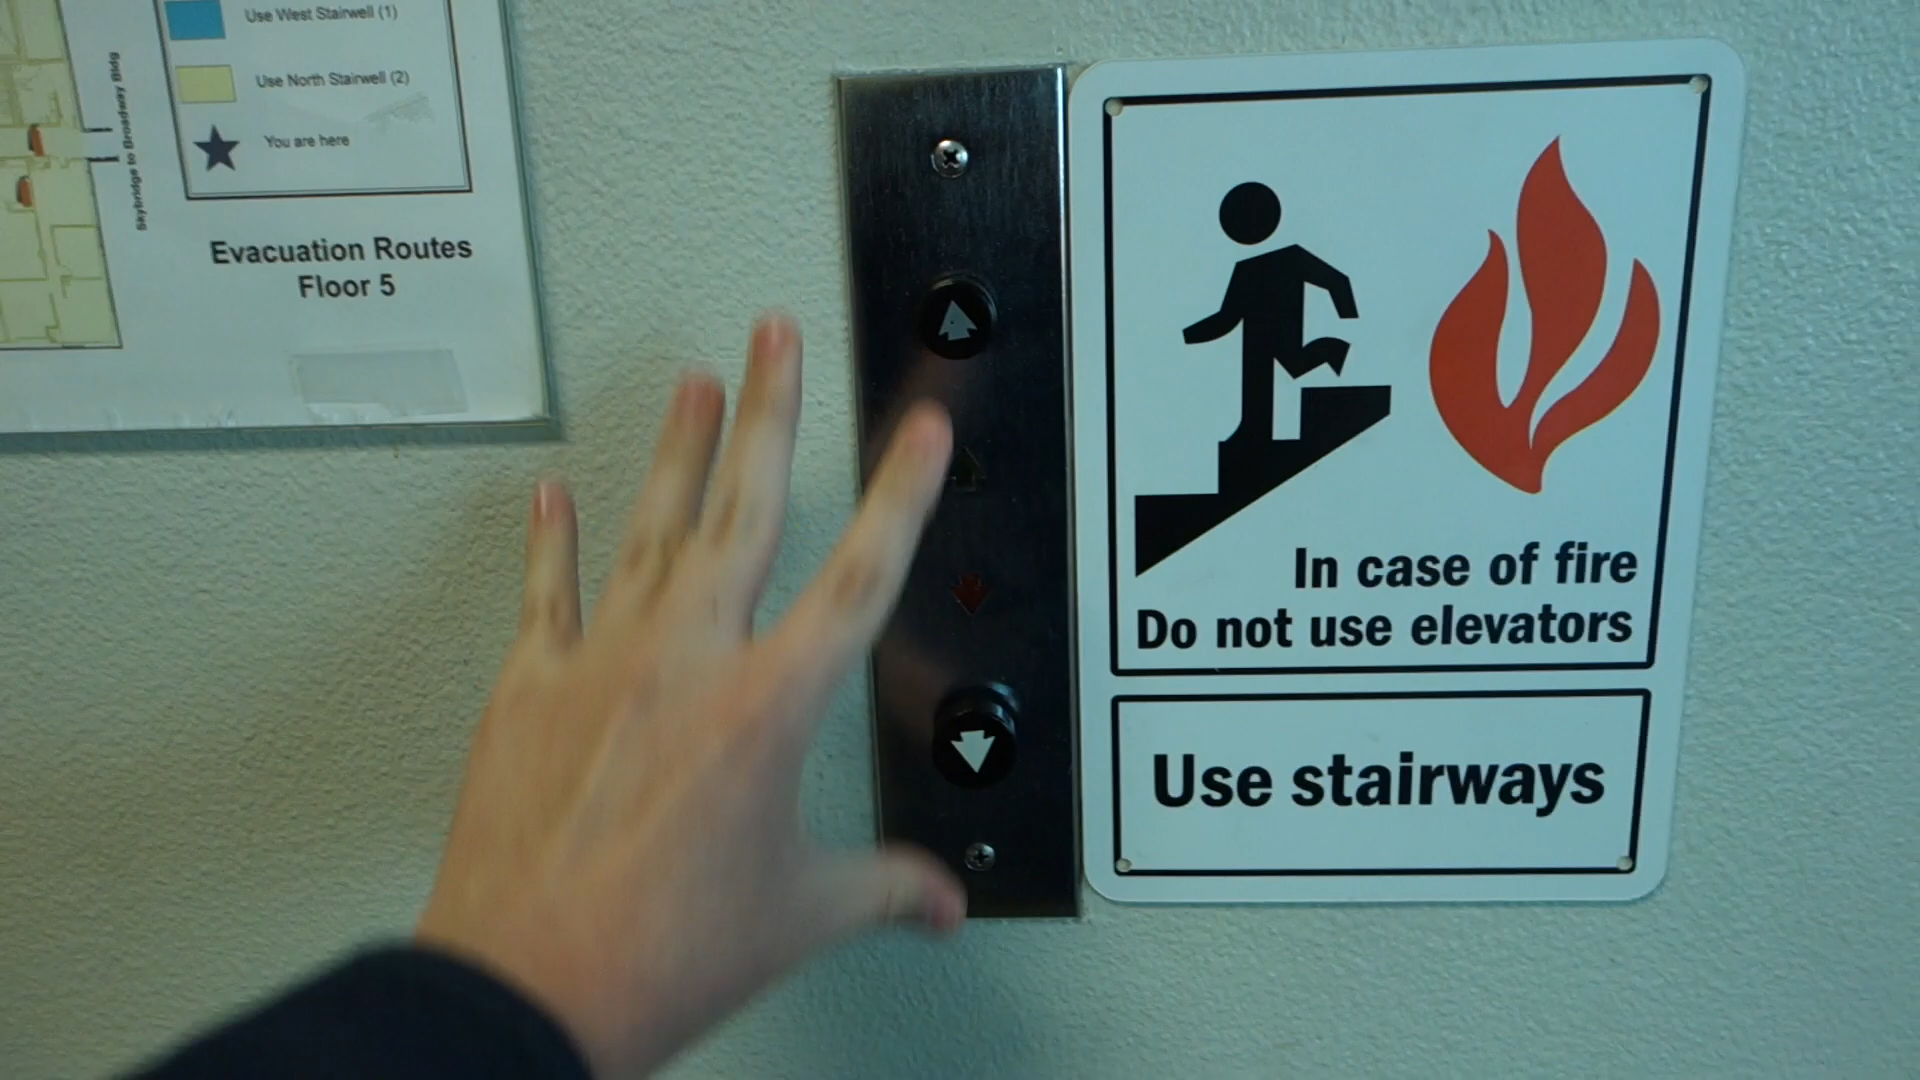 Use West Stairwell (1)
Use North Stairwell (2)
You are here
Skybridge to Broadway Bldg
Evacuation Routes
Floor 5
In case of fire
Do not use elevators
Use stairways